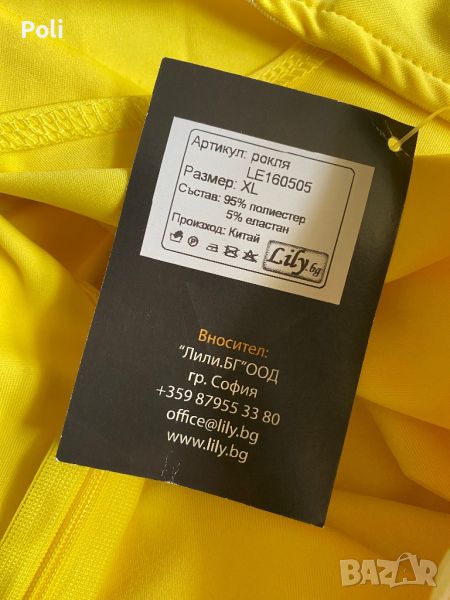 Poli
Артикул: рокля
LE160505
Размер: XL
Състав: 95% полиестер
5% еластан
Произход: Китай
Lily.bg
Вносител:
"Лили.БГ"ООД
гр. София
+359 87955 33 80
office@lily.bg
www.lily.bg
BAZAR